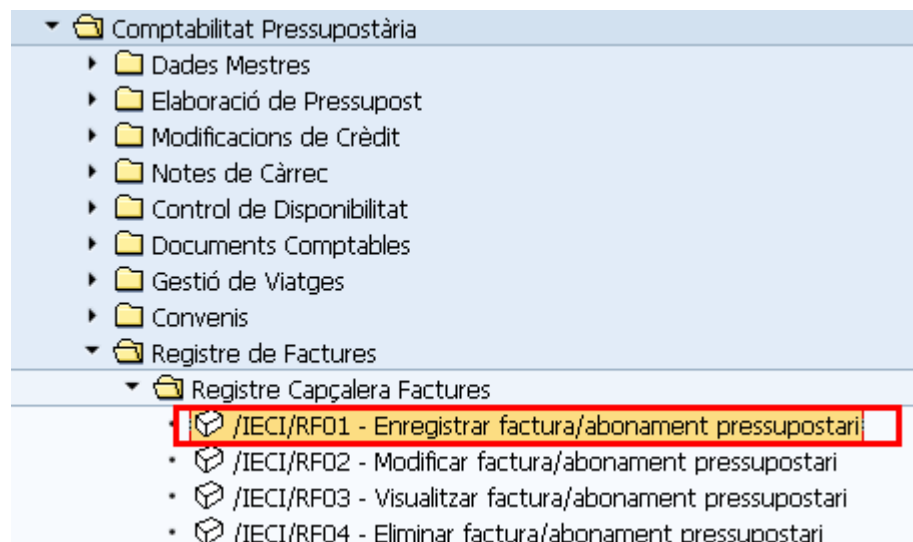 Comptabilitat Pressupostària
Dades Mestres
Elaboració de Pressupost
Modificacions de Crèdit
Notes de Càrrec
Control de Disponibilitat
Documents Comptables
Gestió de Viatges
Convenis
Registre de Factures
Registre Capçalera Factures
/IECI/RF01 - Enregistrar factura/abonament pressupostari
/IECI/RF02 - Modificar factura/abonament pressupostari
/IECI/RF03 - Visualitzar factura/abonament pressupostari
/IECI/RF04 - Eliminar factura/abonament pressupostari